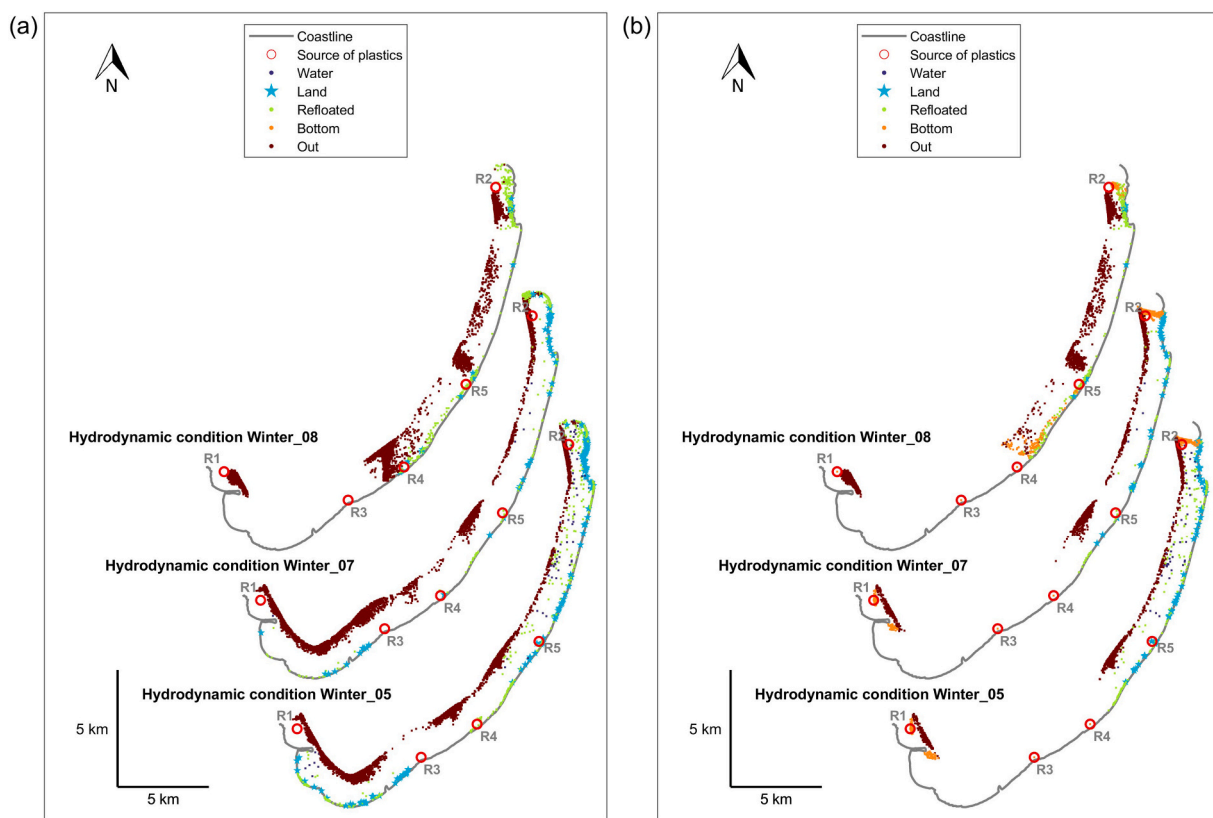 (a)
Coastline
Source of plastics
Water
Land
Refloated
Bottom
Out
N
R2
R2
R5
Hydrodynamic condition Winter_08
R1
R4
R2
R3
R5
Hydrodynamic condition Winter_07
R1
R4
R3
R5
Hydrodynamic condition Winter_05
R1
R4
R3
5 km
5 km
(b)
Coastline
Source of plastics
Water
Land
Refloated
Bottom
Out
N
R2
R2
R5
Hydrodynamic condition Winter_08
R1
R4
R2
R3
R5
Hydrodynamic condition Winter_07
R1
R4
R3
R5
Hydrodynamic condition Winter_05
R1
R4
R3
5 km
5 km